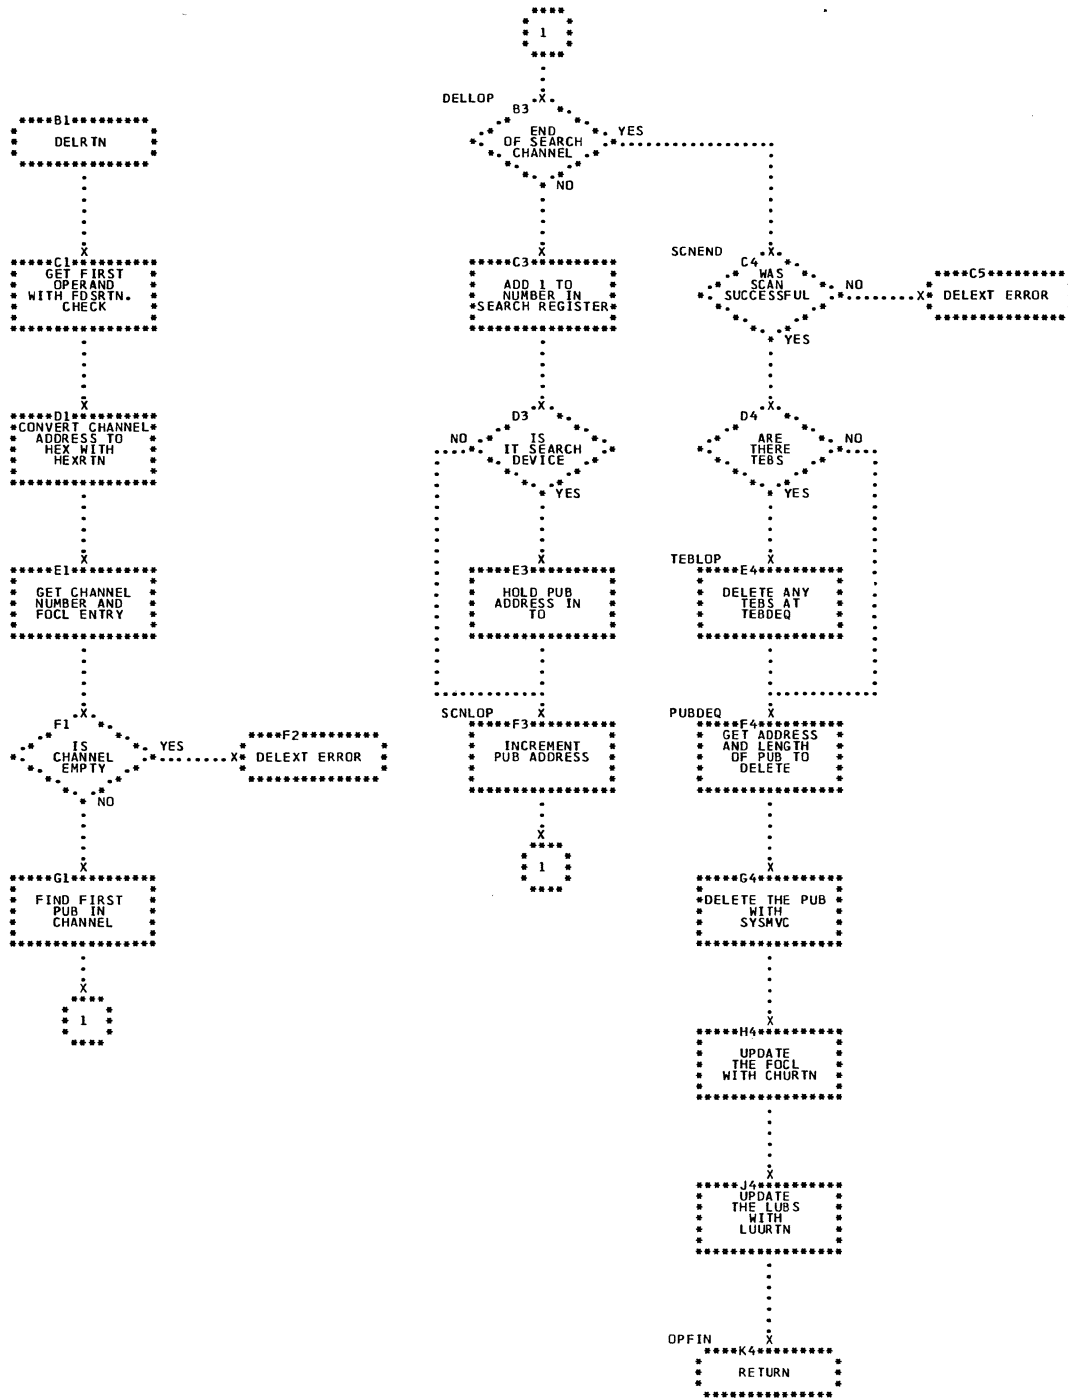 B1
DELRTN
C1
GET FIRST
OPERAND
WITH FDSRTN.
CHECK
D1
CONVERT CHANNEL
ADDRESS TO
HEX WITH
HEXRTN
E1
GET CHANNEL
NUMBER AND
FOCL ENTRY
F1
IS
CHANNEL
EMPTY
YES
NO
F2
DELEXT ERROR
G1
FIND FIRST
PUB IN
CHANNEL
1
1
DELLOP
B3
END
OF SEARCH
CHANNEL
YES
NO
C3
ADD 1 TO
NUMBER IN
SEARCH REGISTER
D3
IS
IT SEARCH
DEVICE
NO
YES
E3
HOLD PUB
ADDRESS IN
TO
SCNLOP
F3
INCREMENT
PUB ADDRESS
1
SCNEND
C4
WAS
SCAN
SUCCESSFUL
NO
YES
C5
DELEXT ERROR
D4
ARE
THERE
TEBS
NO
YES
TEBLOP
E4
DELETE ANY
TEBS AT
TEBDEQ
PUBDEQ
F4
GET ADDRESS
AND LENGTH
OF PUB TO
DELETE
G4
DELETE THE PUB
WITH
SYSMVC
H4
UPDATE
THE FOCL
WITH CHURTN
J4
UPDATE
THE LUBS
WITH
LUURTN
OPFIN
K4
RETURN